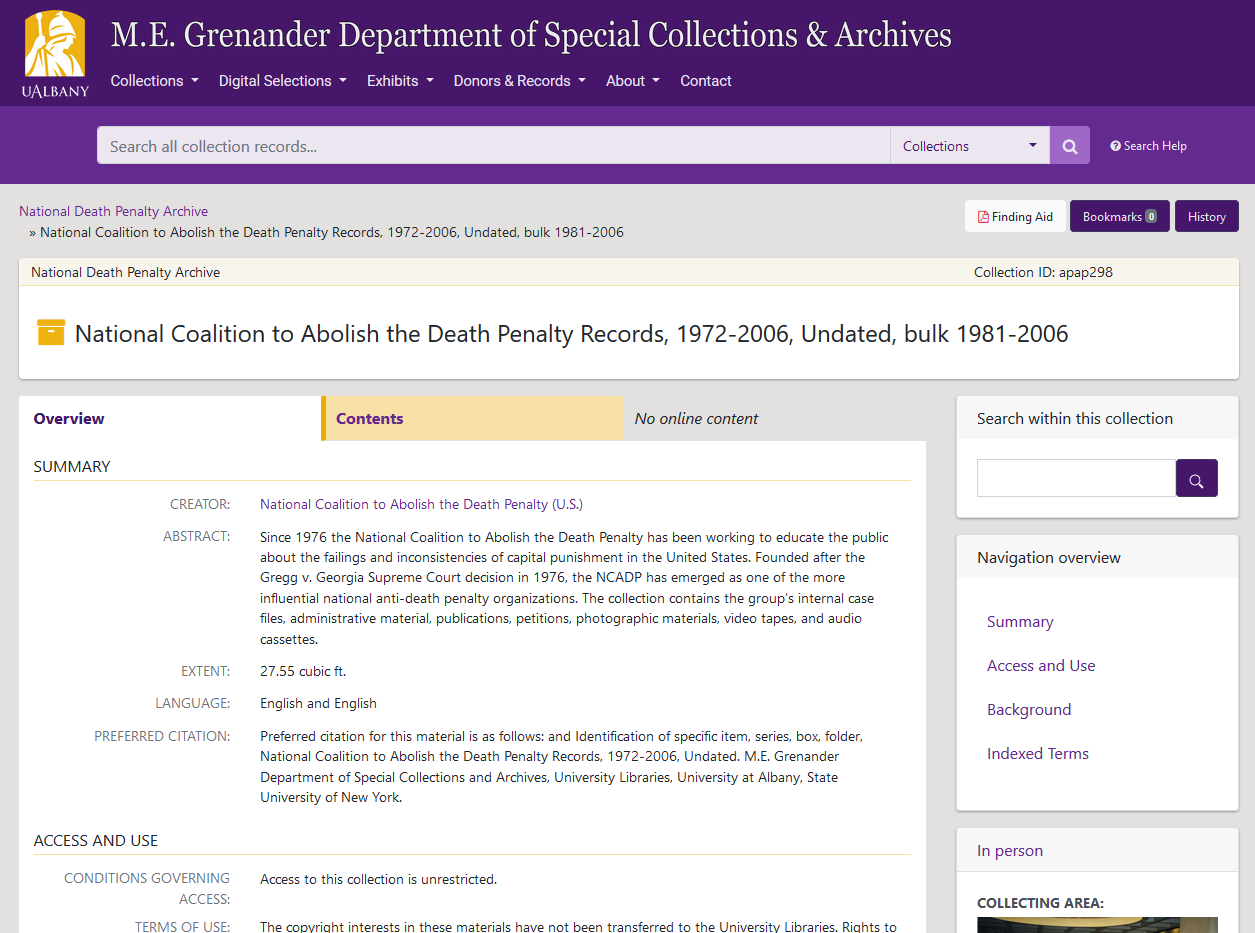 M.E. Grenander Department of Special Collections & Archives
UALBANY
Collections Digital Selections Exhibits Donors & Records About Contact
Search all collection records... Collections Search Help
National Death Penalty Archive
» National Coalition to Abolish the Death Penalty Records, 1972-2006, Undated, bulk 1981-2006
Finding Aid Bookmarks 0 History
National Death Penalty Archive Collection ID: apap298
National Coalition to Abolish the Death Penalty Records, 1972-2006, Undated, bulk 1981-2006
Overview Contents No online content
SUMMARY
CREATOR: National Coalition to Abolish the Death Penalty (U.S.)
ABSTRACT: Since 1976 the National Coalition to Abolish the Death Penalty has been working to educate the public
about the failings and inconsistencies of capital punishment in the United States. Founded after the
Gregg v. Georgia Supreme Court decision in 1976, the NCADP has emerged as one of the more
influential national anti-death penalty organizations. The collection contains the group's internal case
files, administrative material, publications, petitions, photographic materials, video tapes, and audio
cassettes.
EXTENT: 27.55 cubic ft.
LANGUAGE: English and English
PREFERRED CITATION: Preferred citation for this material is as follows: and Identification of specific item, series, box, folder,
National Coalition to Abolish the Death Penalty Records, 1972-2006, Undated. M.E. Grenander
Department of Special Collections and Archives, University Libraries, University at Albany, State
University of New York.
ACCESS AND USE
CONDITIONS GOVERNING
ACCESS: Access to this collection is unrestricted.
TERMS OF USE: The copyright interests in these materials have not been transferred to the University Libraries. Rights to
Search within this collection
Navigation overview
Summary
Access and Use
Background
Indexed Terms
In person
COLLECTING AREA: